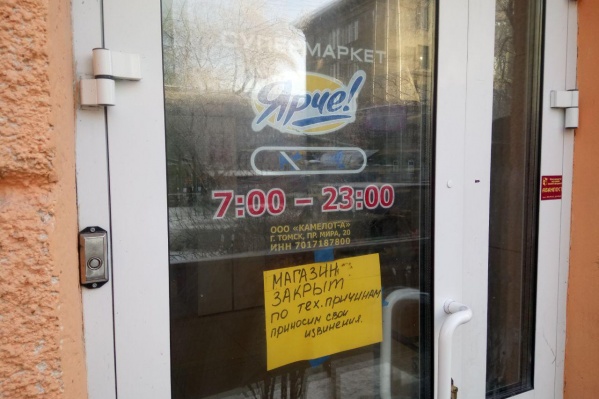 СУПЕРМАРКЕТ
Ярче!
7:00 – 23:00
ООО «КАМЕЛОТ-А»
Г. ТОМСК, ПР. МИРА, 20
ИНН 7017187800
МАГАЗИН
ЗАКРЫТ
по тех. причинам
приносим свои
извинения.